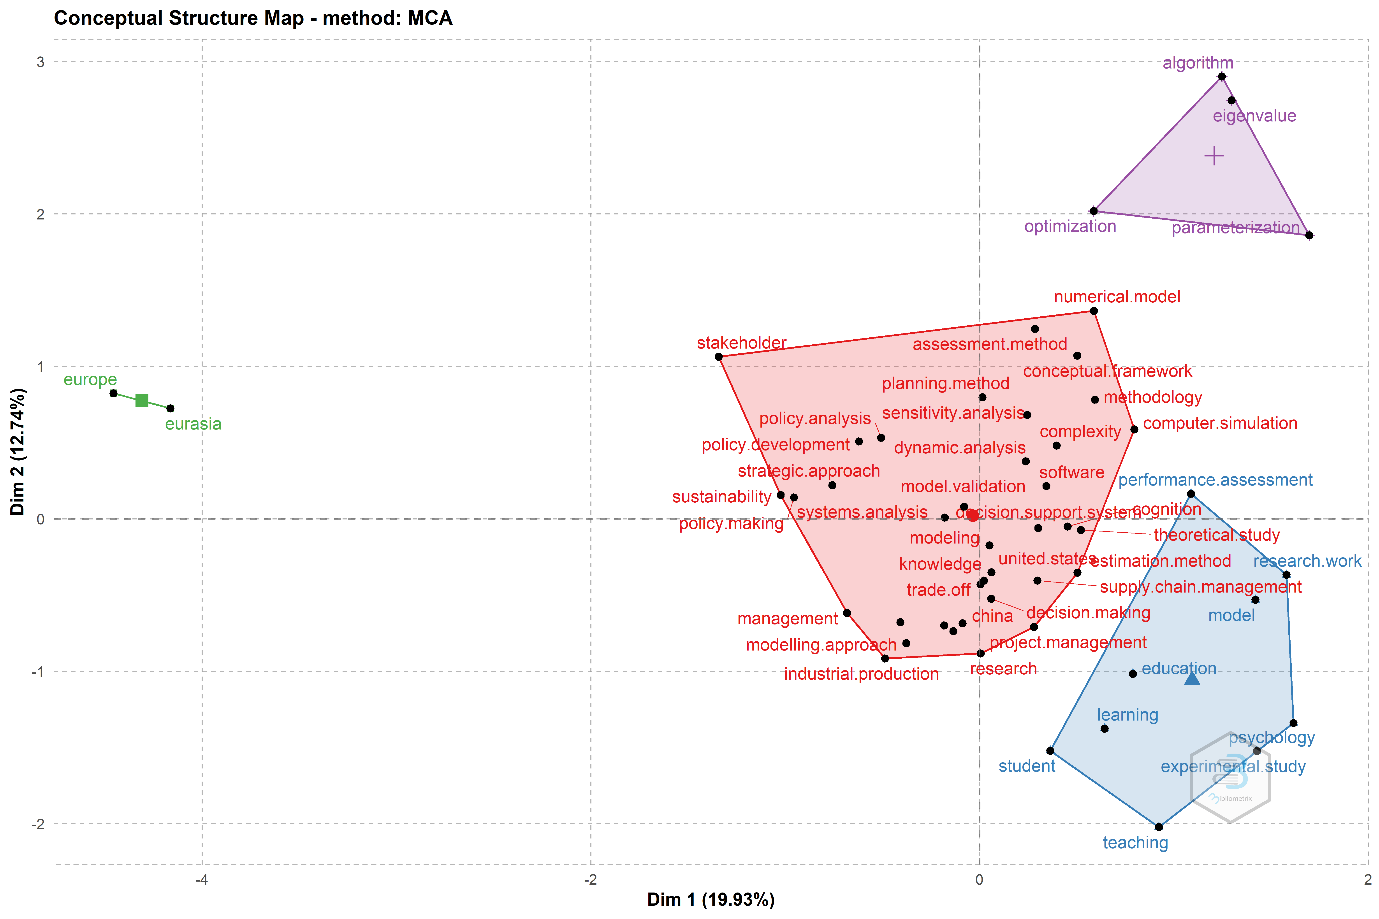 Conceptual Structure Map - method: MCA
3
algorithm
eigenvalue
2
optimization
parameterization
numerical.model
stakeholder
assessment.method
1
conceptual.framework
europe
planning.method
methodology
eurasia
policy.analysis
sensitivity.analysis
computer.simulation
policy.development
dynamic.analysis
complexity
strategic.approach
software
performance.assessment
sustainability
model.validation
policy.making
systems.analysis
decision.support.system
cognition
0
modeling
theoretical.study
knowledge
united.states
estimation.method
research.work
trade.off
supply.chain.management
management
china
decision.making
model
modelling.approach
project.management
-1
industrial.production
research
education
learning
psychology
student
experimental.study
bibliometrix
-2
teaching
-4
-2
0
2
Dim 1 (19.93%)
Dim 2 (12.74%)